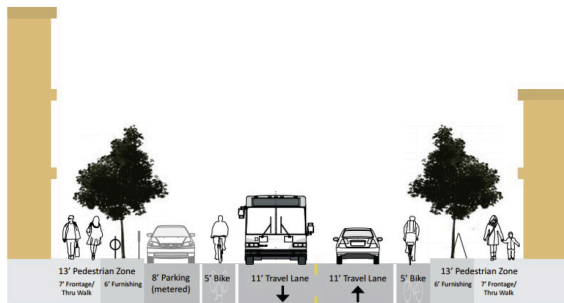 13' Pedestrian Zone
7' Frontage/
Thru Walk
6' Furnishing
8' Parking
(metered)
5' Bike
11' Travel Lane
11' Travel Lane
5' Bike
13' Pedestrian Zone
6' Furnishing
7' Frontage/
Thru Walk